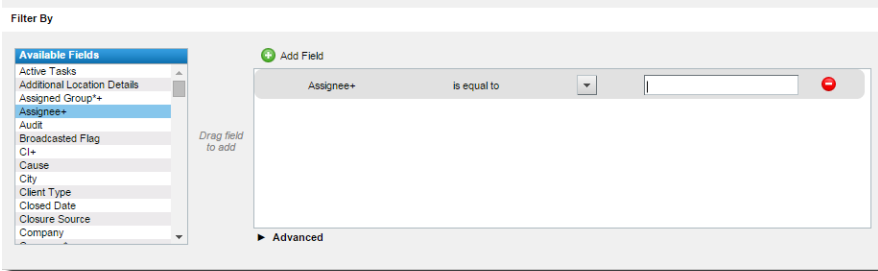 Filter By
Available Fields
Active Tasks
Additional Location Details
Assigned Group*+
Assignee+
Audit
Broadcasted Flag
CI+
Cause
City
Client Type
Closed Date
Closure Source
Company
Drag field
to add
Add Field
Assignee+ is equal to
Advanced